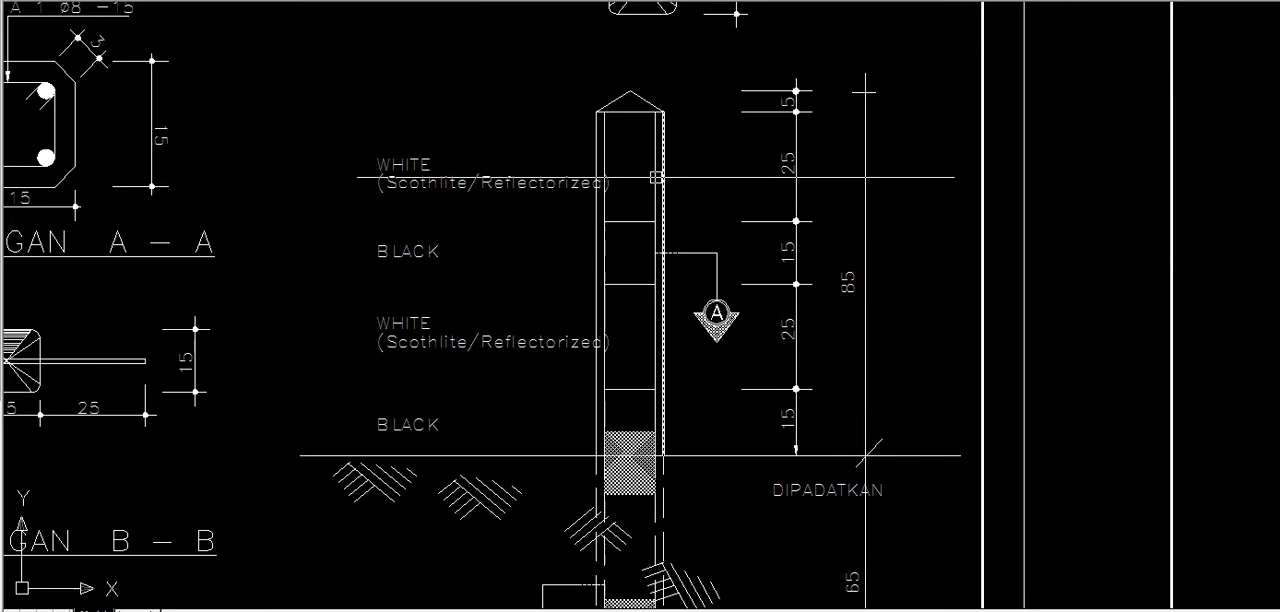 A 1 ø8 -15
3
15
15
GAN A - A
WHITE
(Scothlite/Reflectorized)
BLACK
WHITE
(Scothlite/Reflectorized)
BLACK
5
25
15
25
15
85
A
DIPADATKAN
65
15
5
25
Y
GAN B - B
X